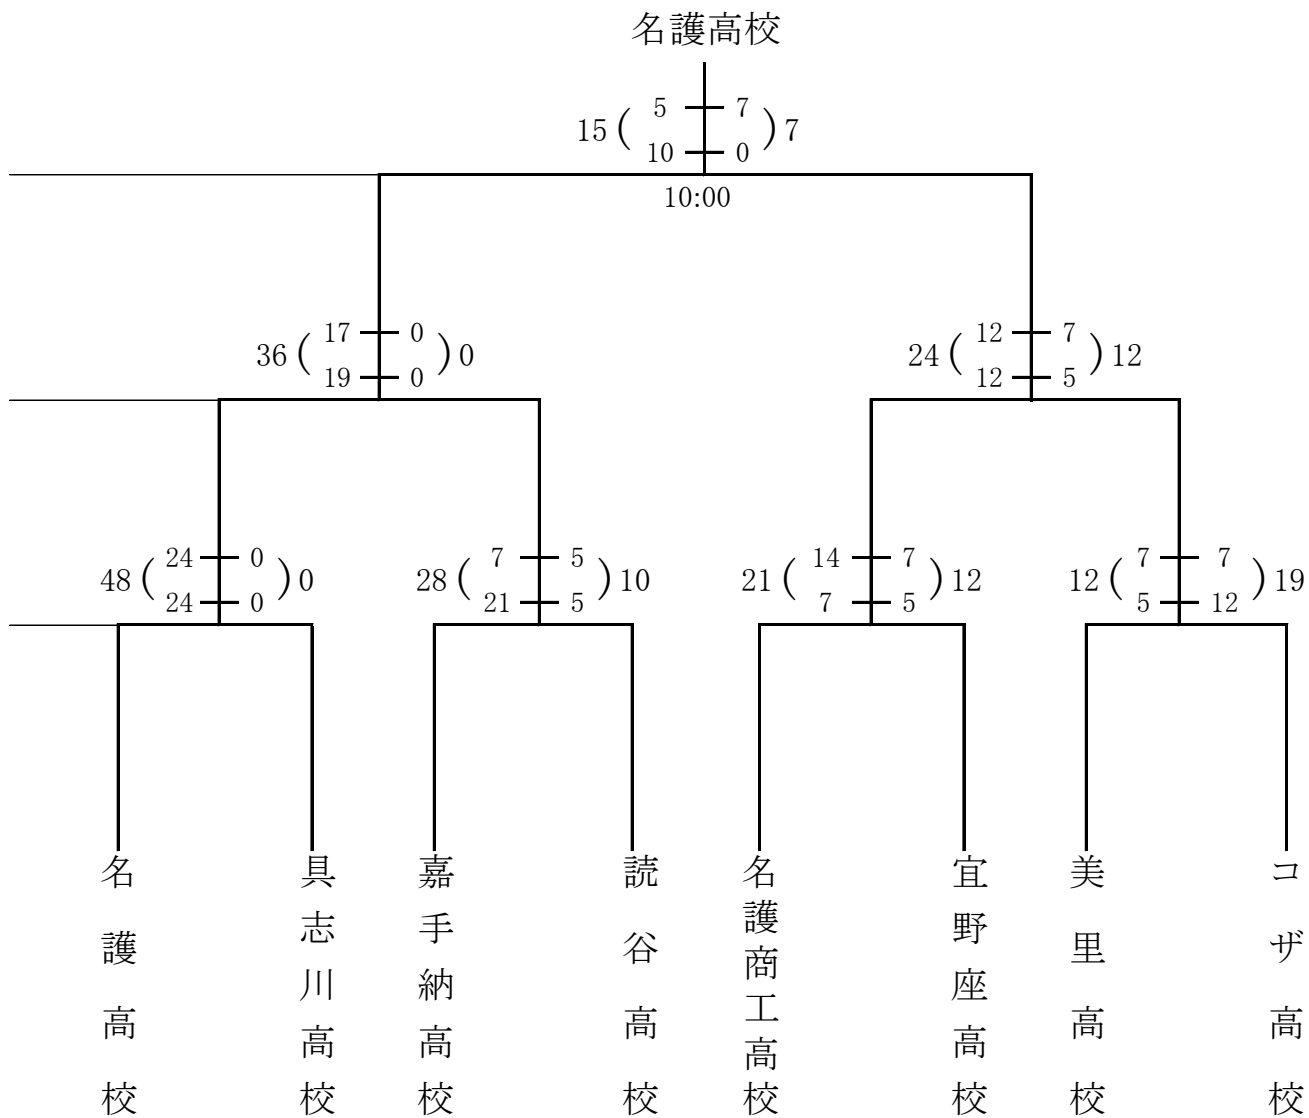 名護高校
5 7
15 ( ) 7
10 0
10:00
17 0 12 7
36 ( ) 0 24 ( ) 12
19 0 12 5
24 0 7 5 14 7 7 7
48 ( ) 0 28 ( ) 10 21 ( ) 12 12 ( ) 19
24 0 21 5 7 5 5 12
名護高校
具志川高校
嘉手納高校
読谷高校
名護商工高校
宜野座高校
美里高校
コザ高校